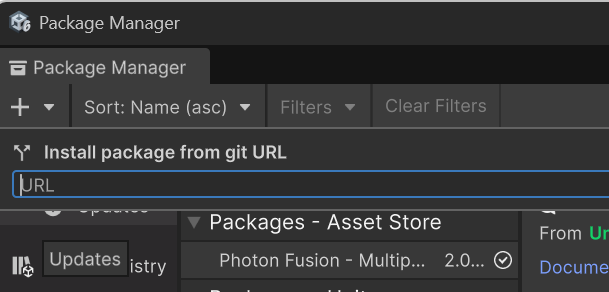 Package Manager
Package Manager
Sort: Name (asc)
Filters
Clear Filters
Install package from git URL
URL
Updates
Packages - Asset Store
From Un
Updates
istry
Photon Fusion - Multip...
2.0...
Docume